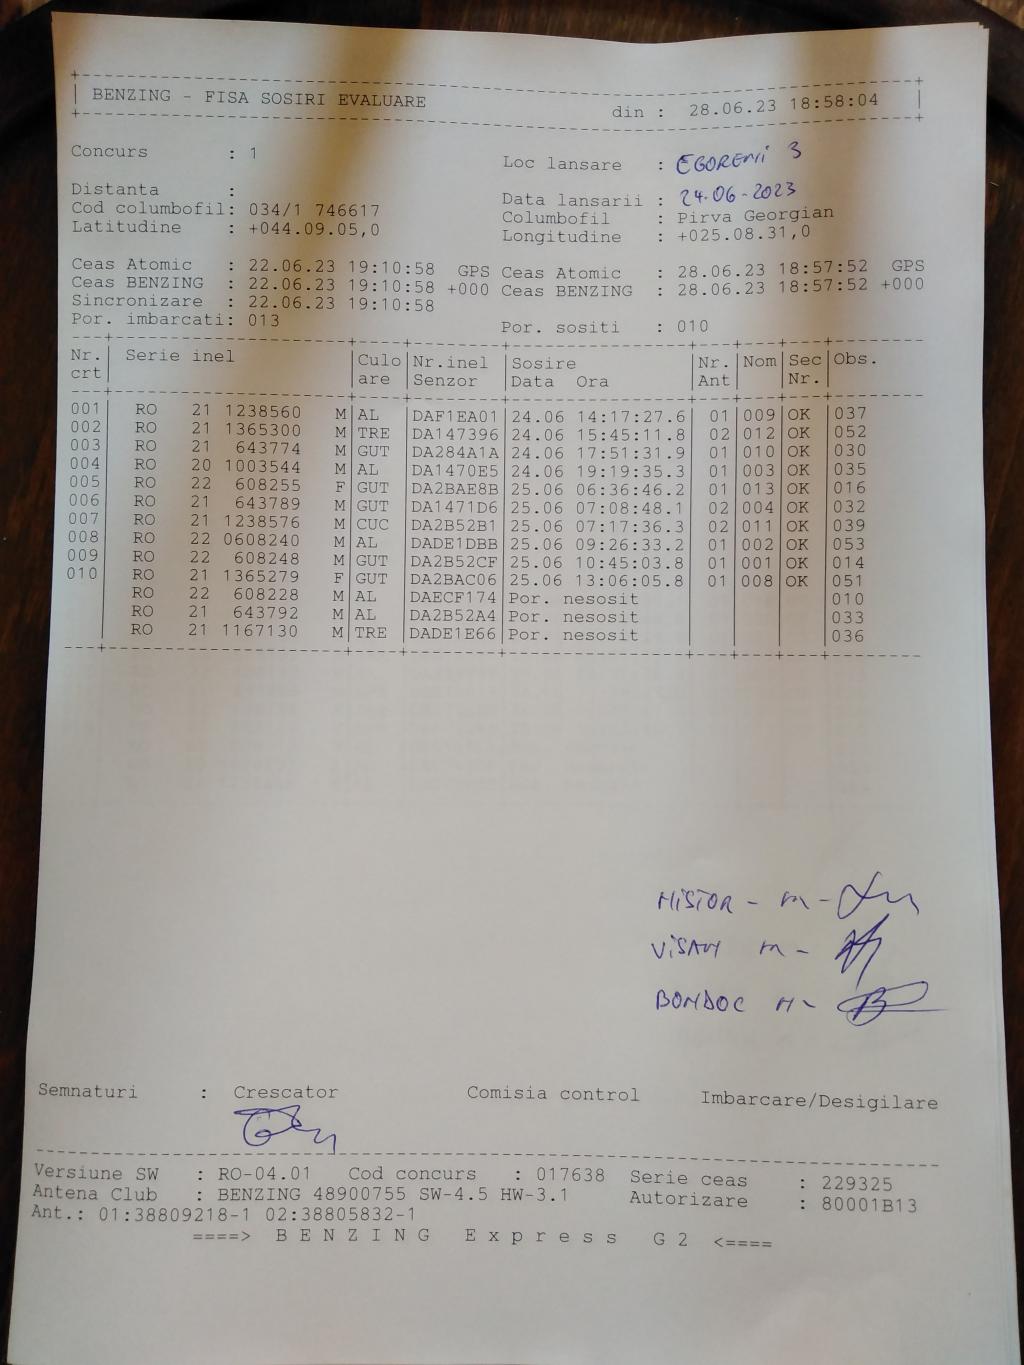 BENZING - FISA SOSIRI EVALUARE din : 28.06.23 18:58:04
Concurs : 1 Loc lansare : EGORENI 3
Distanta : Data lansarii : 24.06-2023
Cod columbofil: 034/1 746617 Columbofil : Pirva Georgian
Latitudine : +044.09.05,0 Longitudine : +025.08.31,0
Ceas Atomic : 22.06.23 19:10:58 GPS Ceas Atomic : 28.06.23 18:57:52 GPS
Ceas BENZING : 22.06.23 19:10:58 +000 Ceas BENZING : 28.06.23 18:57:52 +000
Sincronizare : 22.06.23 19:10:58
Por. imbarcati: 013 Por. sositi : 010
Nr. Serie inel Culo Nr.inel Sosire Nr. Nom Sec Obs.
crt are Senzor Data Ora Ant Nr.
001 RO 21 1238560 M AL DAF1EA01 24.06 14:17:27.6 01 009 OK 037
002 RO 21 1365300 M TRE DA147396 24.06 15:45:11.8 02 012 OK 052
003 RO 21 643774 M GUT DA284A1A 24.06 17:51:31.9 01 010 OK 030
004 RO 20 1003544 M AL DA1470E5 24.06 19:19:35.3 01 003 OK 035
005 RO 22 608255 F GUT DA2BAE8B 25.06 06:36:46.2 01 013 OK 016
006 RO 21 643789 M GUT DA1471D6 25.06 07:08:48.1 02 004 OK 032
007 RO 21 1238576 M CUC DA2B52B1 25.06 07:17:36.3 02 011 OK 039
008 RO 22 0608240 M AL DADE1DBB 25.06 09:26:33.2 01 002 OK 053
009 RO 22 608248 M GUT DA2B52CF 25.06 10:45:03.8 01 001 OK 014
010 RO 21 1365279 F GUT DA2BAC06 25.06 13:06:05.8 01 008 OK 051
RO 22 608228 M AL DAECF174 Por. nesosit 010
RO 21 643792 M AL DA2B52A4 Por. nesosit 033
RO 21 1167130 M TRE DADE1E66 Por. nesosit 036
NISTOR - M -
VISAN M -
BONDOC M -
Semnaturi : Crescator Comisia control Imbarcare/Desigilare
Versiune SW : RO-04.01 Cod concurs : 017638 Serie ceas : 229325
Antena Club : BENZING 48900755 SW-4.5 HW-3.1 Autorizare : 80001B13
Ant.: 01:38809218-1 02:38805832-1
====> B E N Z I N G E x p r e s s G 2 <====